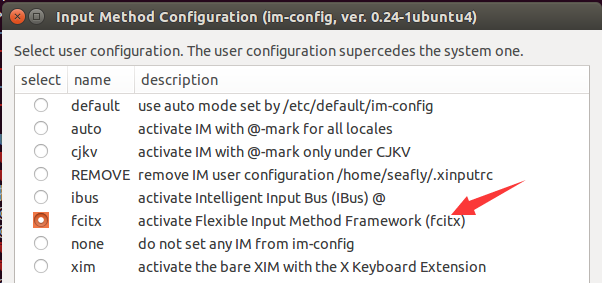 Input Method Configuration (im-config, ver. 0.24-1ubuntu4)
Select user configuration. The user configuration supercedes the system one.
select name description
default use auto mode set by /etc/default/im-config
auto activate IM with @-mark for all locales
cjkv activate IM with @-mark only under CJKV
REMOVE remove IM user configuration /home/seafly/.xinputrc
ibus activate Intelligent Input Bus (IBus) @
fcitx activate Flexible Input Method Framework (fcitx)
none do not set any IM from im-config
xim activate the bare XIM with the X Keyboard Extension